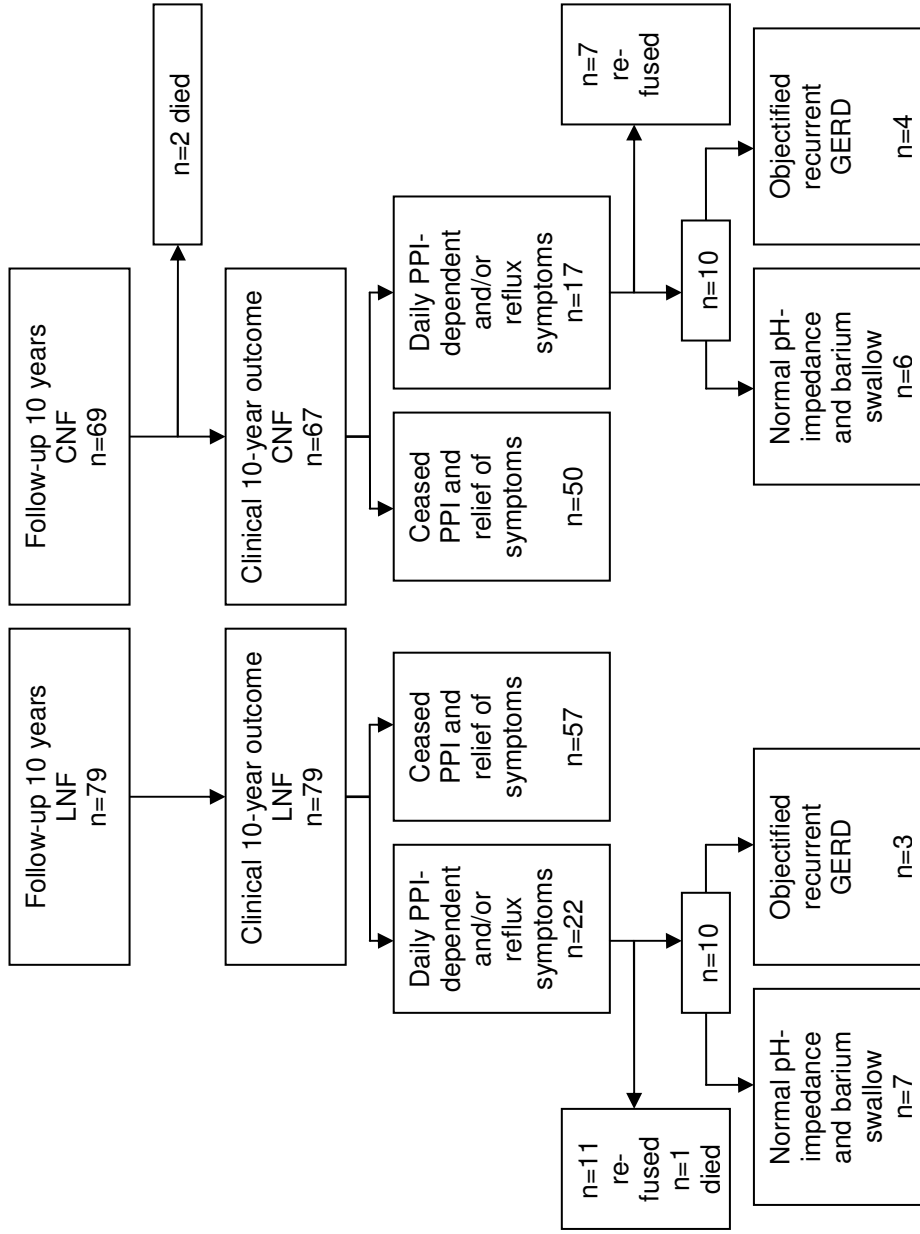 Follow-up 10 years
LNF
n=79
Follow-up 10 years
CNF
n=69
n=2 died
Clinical 10-year outcome
LNF
n=79
Clinical 10-year outcome
CNF
n=67
Daily PPI-
dependent
and/or
reflux
symptoms
n=22
Ceased
PPI and
relief of
symptoms
n=57
Ceased
PPI and
relief of
symptoms
n=50
Daily PPI-
dependent
and/or
reflux
symptoms
n=17
n=11
re-
fused
n=1
died
n=10
n=7
re-
fused
n=10
Normal pH-
impedance
and barium
swallow
n=7
Objectified
recurrent
GERD
n=3
Normal pH-
impedance
and barium
swallow
n=6
Objectified
recurrent
GERD
n=4